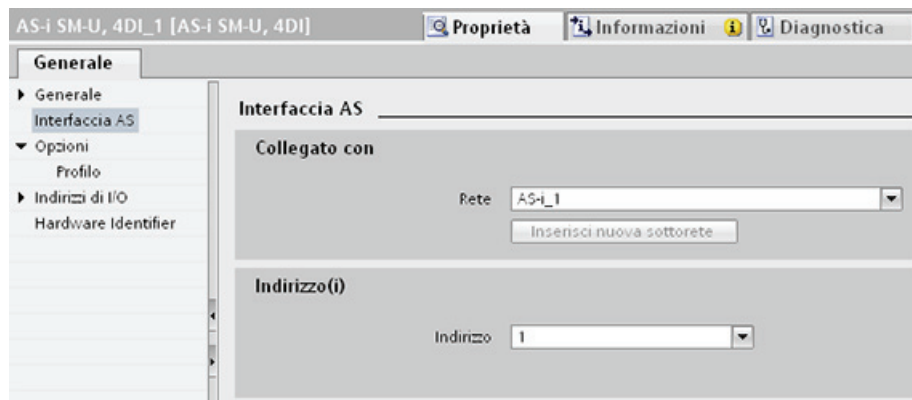 AS-i SM-U, 4DI_1 [AS-i SM-U, 4DI]
Proprietà
Informazioni
Diagnostica
Generale
Generale
Interfaccia AS
Opzioni
Profilo
Indirizzi di I/O
Hardware Identifier
Interfaccia AS
Collegato con
Rete
AS-i_1
Inserisci nuova sottorete
Indirizzo(i)
Indirizzo
1